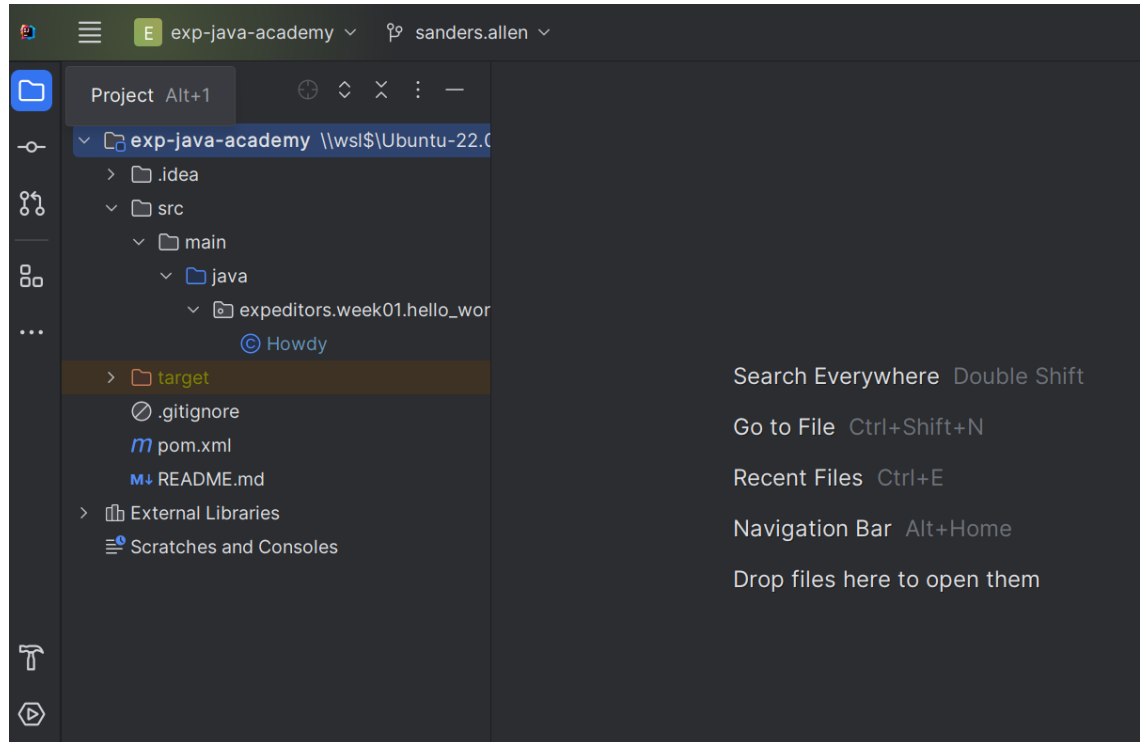 E exp-java-academy sanders.allen
Project Alt+1
exp-java-academy \\wsl$\Ubuntu-22.0
.idea
src
main
java
expeditors.week01.hello_wor
C Howdy
target
.gitignore
m pom.xml
M↓ README.md
External Libraries
Scratches and Consoles
Search Everywhere Double Shift
Go to File Ctrl+Shift+N
Recent Files Ctrl+E
Navigation Bar Alt+Home
Drop files here to open them